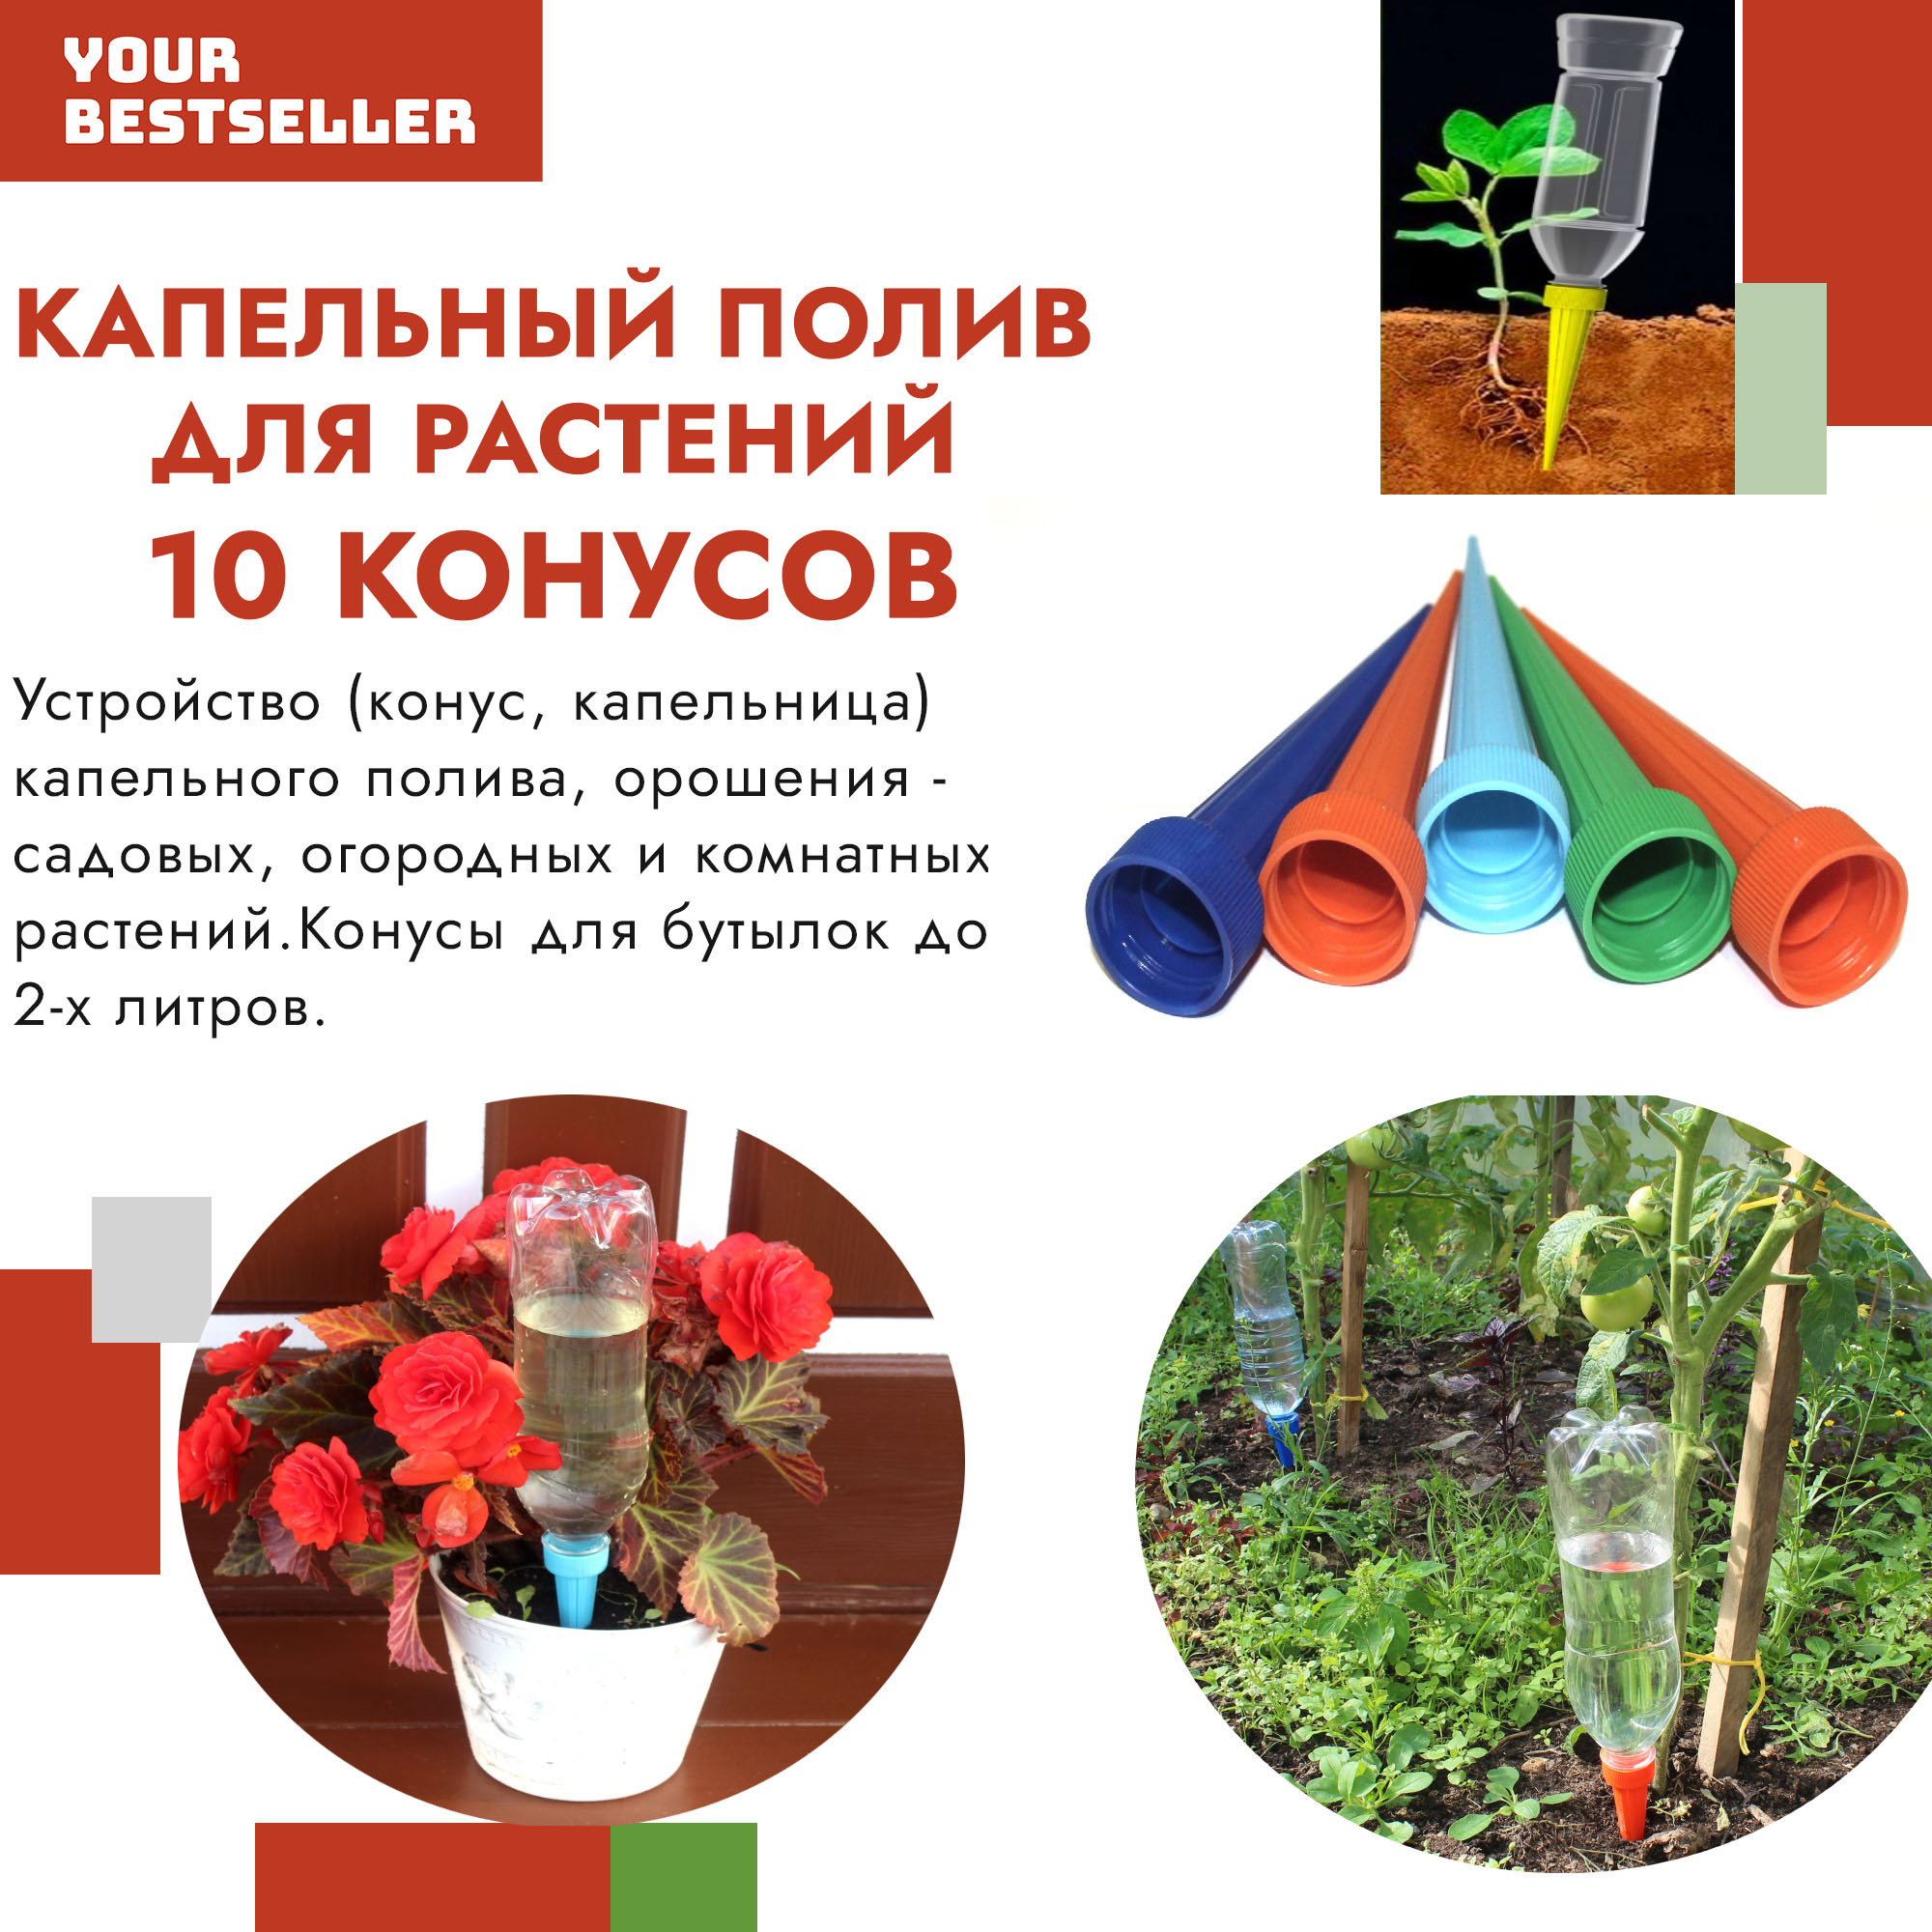 YOUR
BESTSELLER
КАПЕЛЬНЫЙ ПОЛИВ
ДЛЯ РАСТЕНИЙ
10 КОНУСОВ
Устройство (конус, капельница)
капельного полива, орошения -
садовых, огородных и комнатных
растений.Конусы для бутылок до
2-х литров.